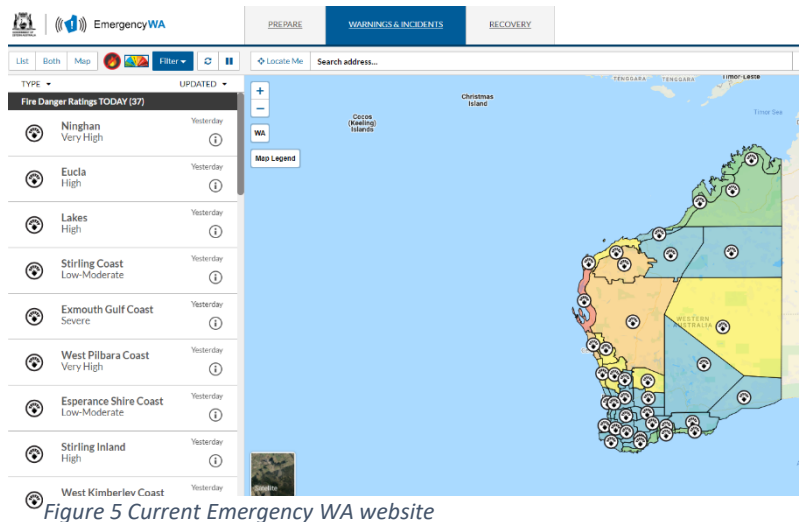 EmergencyWA
PREPARE
WARNINGS & INCIDENTS
RECOVERY
List Both Map Filter
Locate Me Search address...
TYPE UPDATED
Fire Danger Ratings TODAY (37)
Ninghan Yesterday
Very High
Eucla Yesterday
High
Lakes Yesterday
High
Stirling Coast Yesterday
Low-Moderate
Exmouth Gulf Coast Yesterday
Severe
West Pilbara Coast Yesterday
Very High
Esperance Shire Coast Yesterday
Low-Moderate
Stirling Inland Yesterday
High
West Kimberley Coast Yesterday
+
−
WA
Map Legend
Cocos
(Keeling)
Islands
Christmas
Island
TENGGARA TENGGARA Timor-Leste
Timor Sea
WESTERN
AUSTRALIA
Satellite
Figure 5 Current Emergency WA website